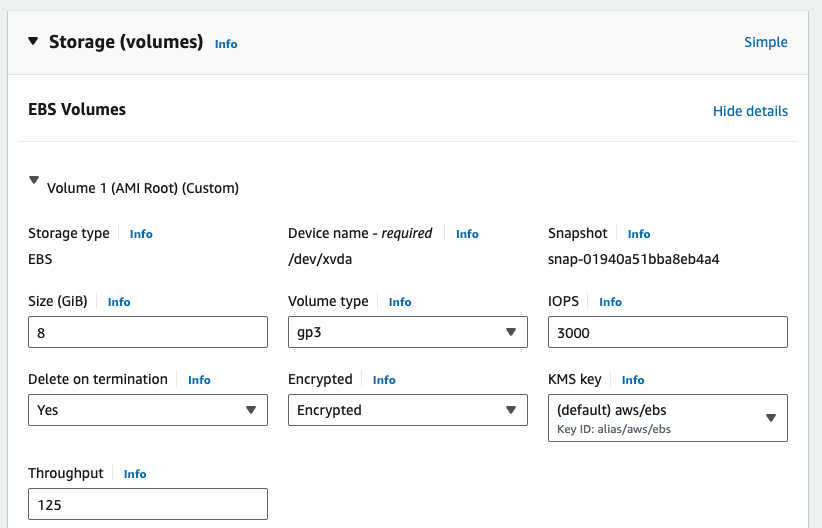 Storage (volumes) Info Simple
EBS Volumes Hide details
Volume 1 (AMI Root) (Custom)
Storage type Info Device name - required Info Snapshot Info
EBS /dev/xvda snap-01940a51bba8eb4a4
Size (GiB) Info Volume type Info IOPS Info
8 gp3 3000
Delete on termination Info Encrypted Info KMS key Info
Yes Encrypted (default) aws/ebs
Key ID: alias/aws/ebs
Throughput Info
125